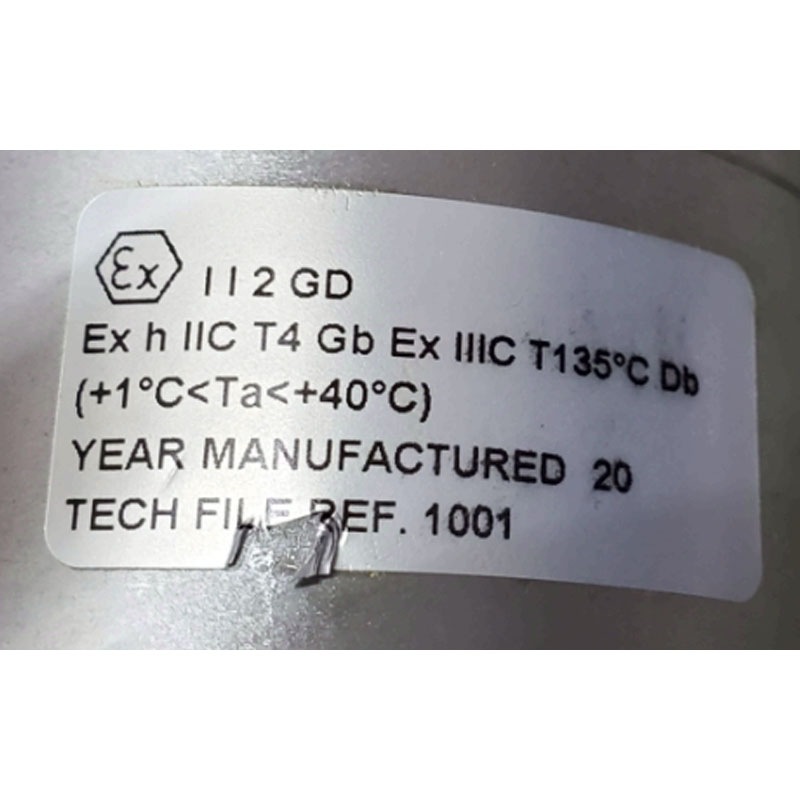 Ex II 2 GD
Ex h IIC T4 Gb Ex IIIC T135°C Db
(+1°C<Ta<+40°C)
YEAR MANUFACTURED 20
TECH FILE REF. 1001